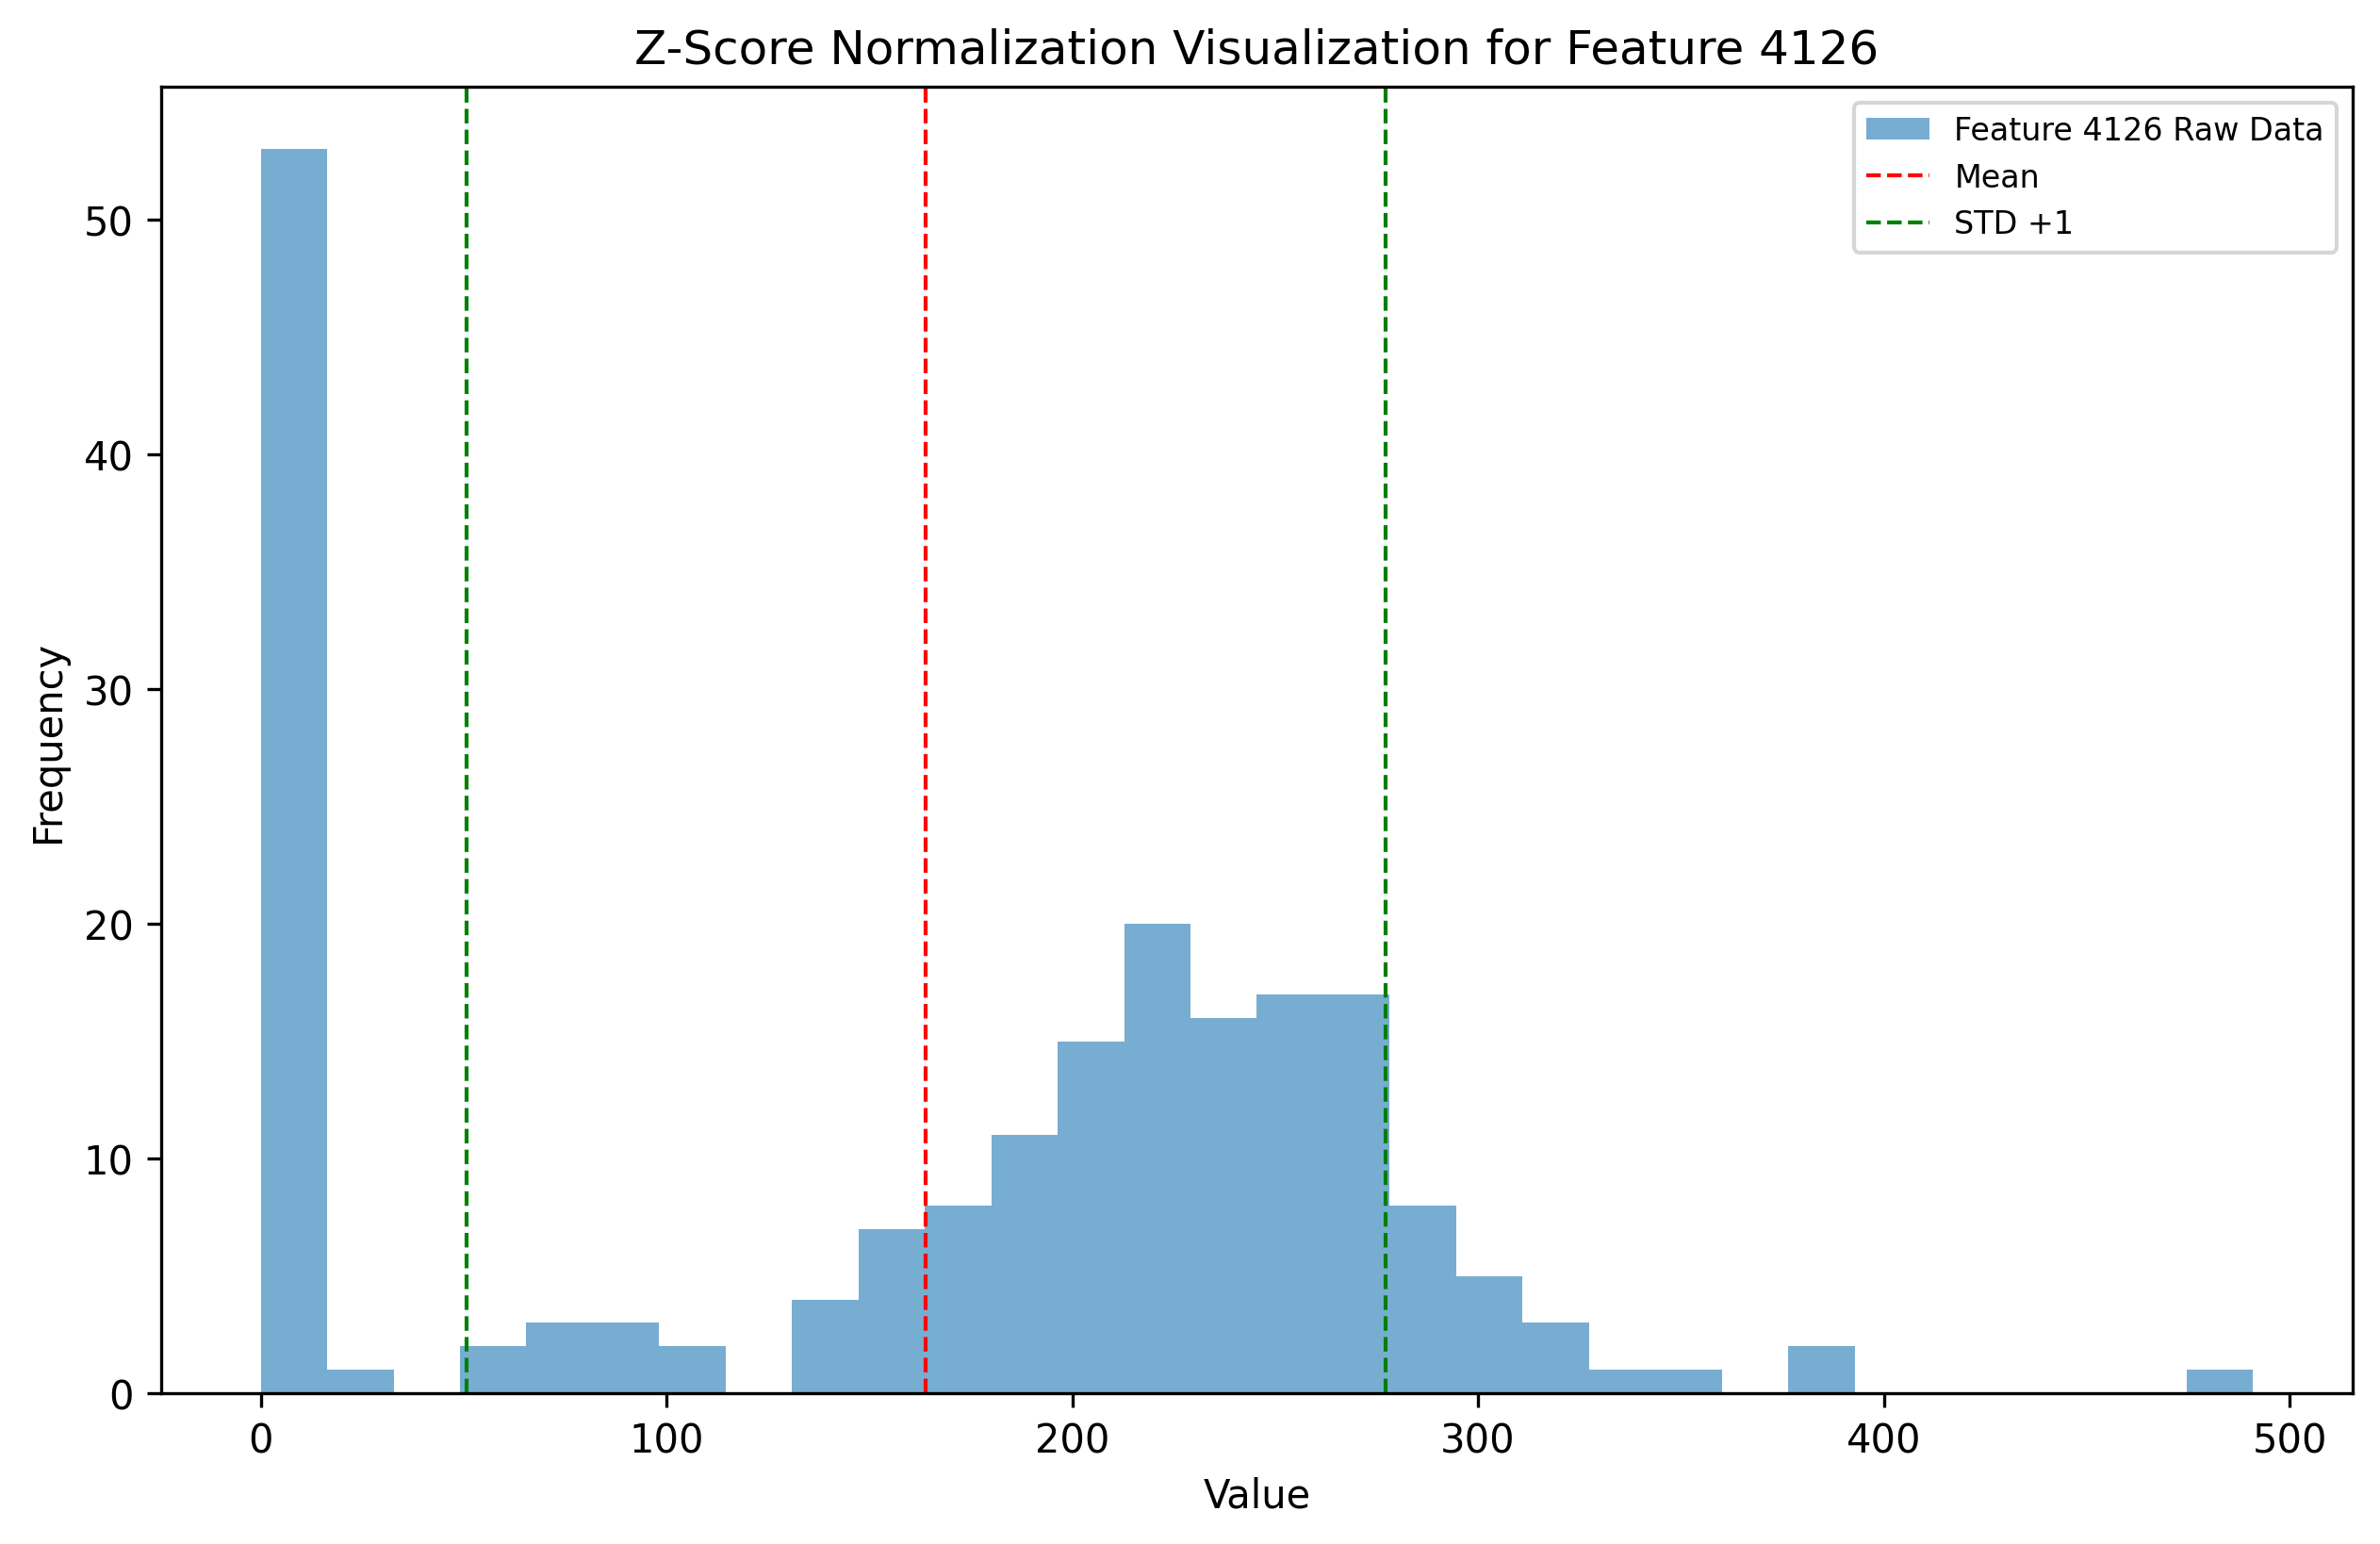 Z-Score Normalization Visualization for Feature 4126
Feature 4126 Raw Data
Mean
STD +1
50
40
30
20
10
0
Frequency
0 100 200 300 400 500
Value